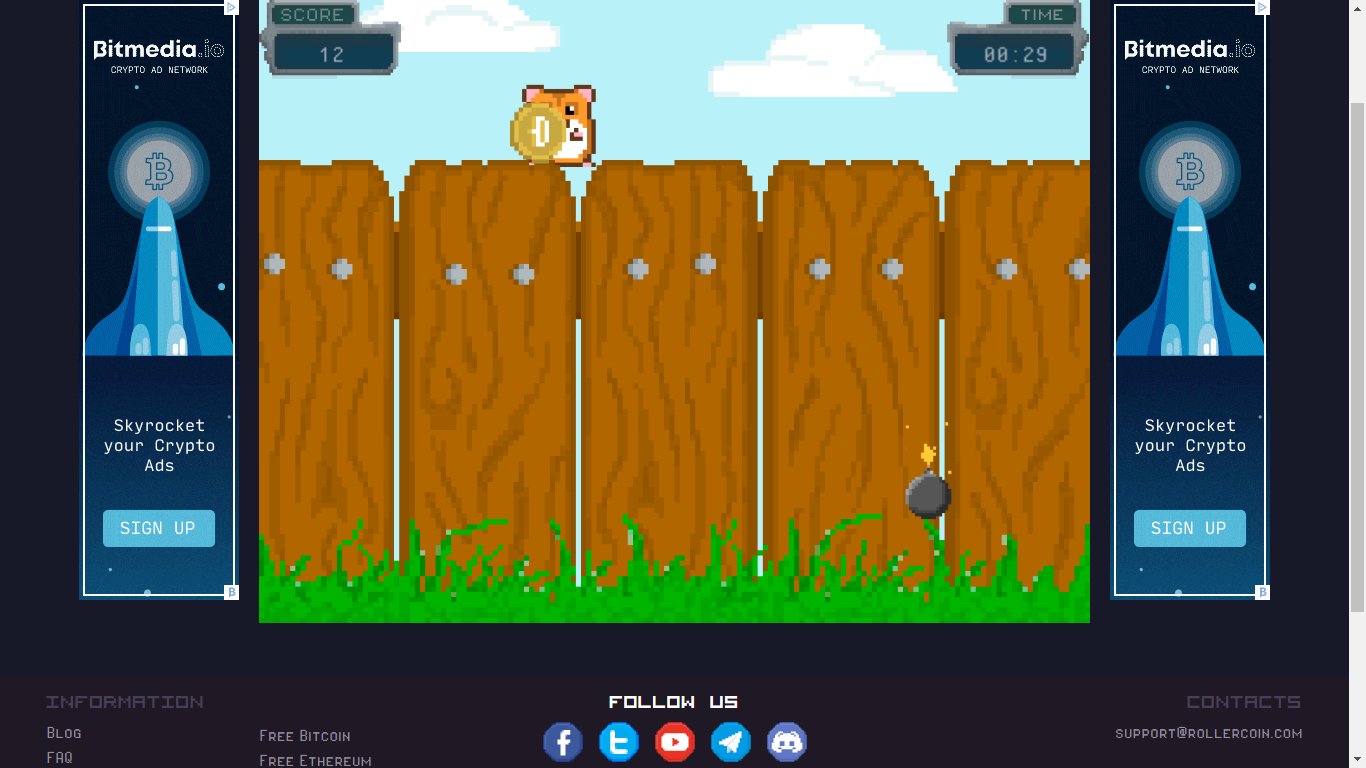 SCORE
12
TIME
00:29
Bitmedia.io
CRYPTO AD NETWORK
Skyrocket
your Crypto
Ads
SIGN UP
Bitmedia.io
CRYPTO AD NETWORK
Skyrocket
your Crypto
Ads
SIGN UP
INFORMATION
Blog
FAQ
Free Bitcoin
Free Ethereum
FOLLOW US
CONTACTS
support@rollercoin.com